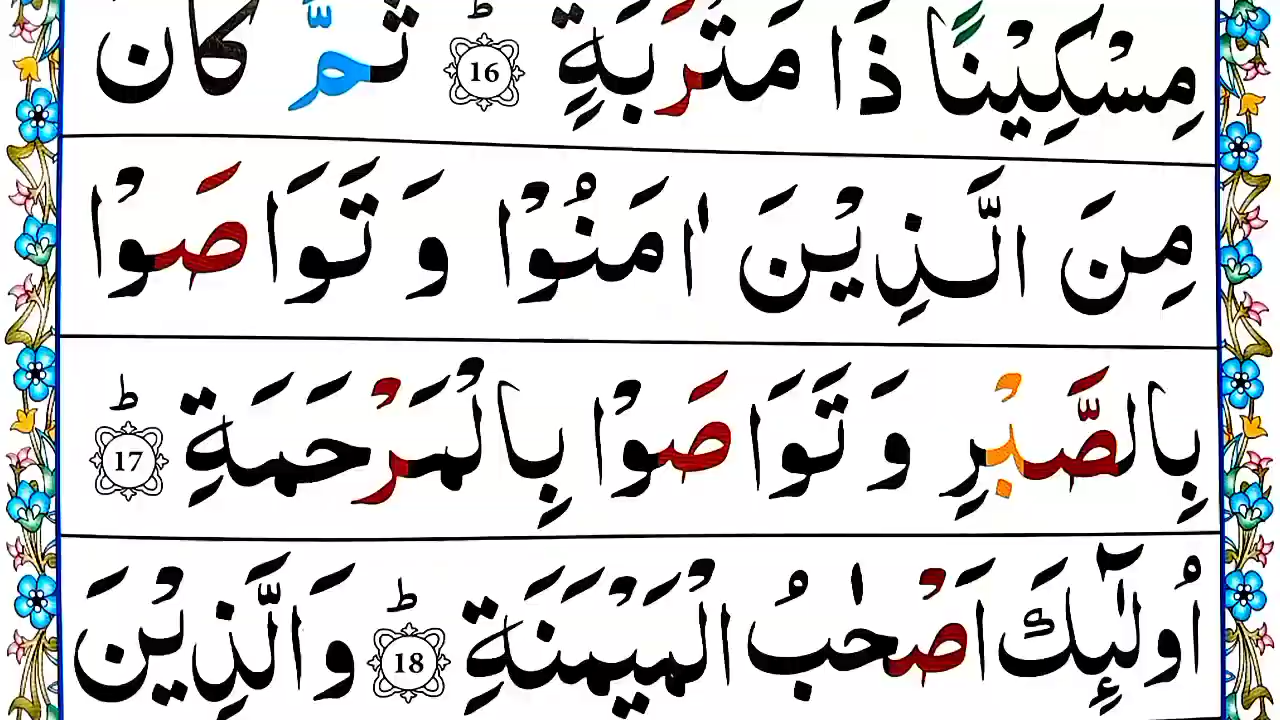 مِسْكِيْنًا ذَا مَتْرَبَةٍ ؕ 16 ثُمَّ كَانَ
مِنَ الَّذِيْنَ اٰمَنُوْا وَ تَوَاصَوْا
بِالصَّبْرِ وَ تَوَاصَوْا بِالْمَرْحَمَةِ ؕ 17
اُولٰٓئِكَ اَصْحٰبُ الْمَيْمَنَةِ ؕ 18 وَالَّذِيْنَ